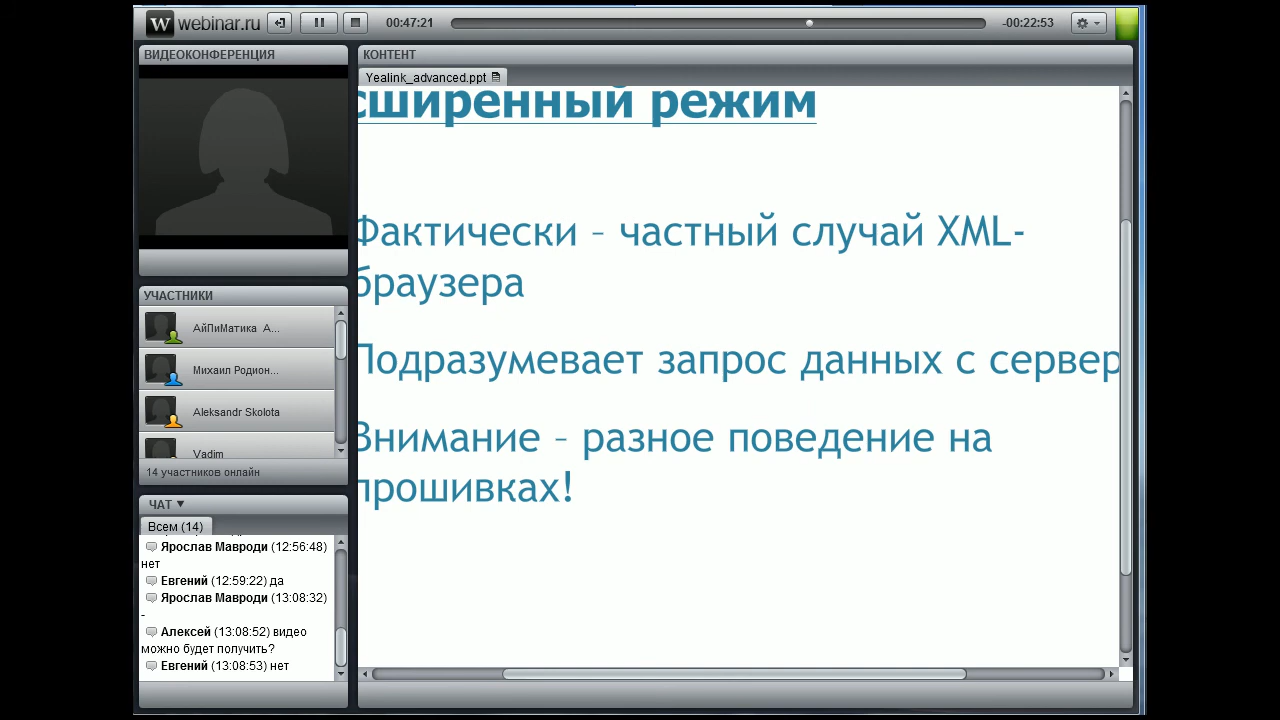 W webinar.ru
00:47:21
-00:22:53
ВИДЕОКОНФЕРЕНЦИЯ
УЧАСТНИКИ
АйПиМатика А...
Михаил Родион...
Aleksandr Skolota
Vadim
14 участников онлайн
ЧАТ
Всем (14)
Ярослав Мавроди (12:56:48)
нет
Евгений (12:59:22) да
Ярослав Мавроди (13:08:32)
-
Алексей (13:08:52) видео
можно будет получить?
Евгений (13:08:53) нет
КОНТЕНТ
Yealink_advanced.ppt
сширенный режим
Фактически – частный случай XML-
браузера
Подразумевает запрос данных с сервер
Внимание – разное поведение на
прошивках!